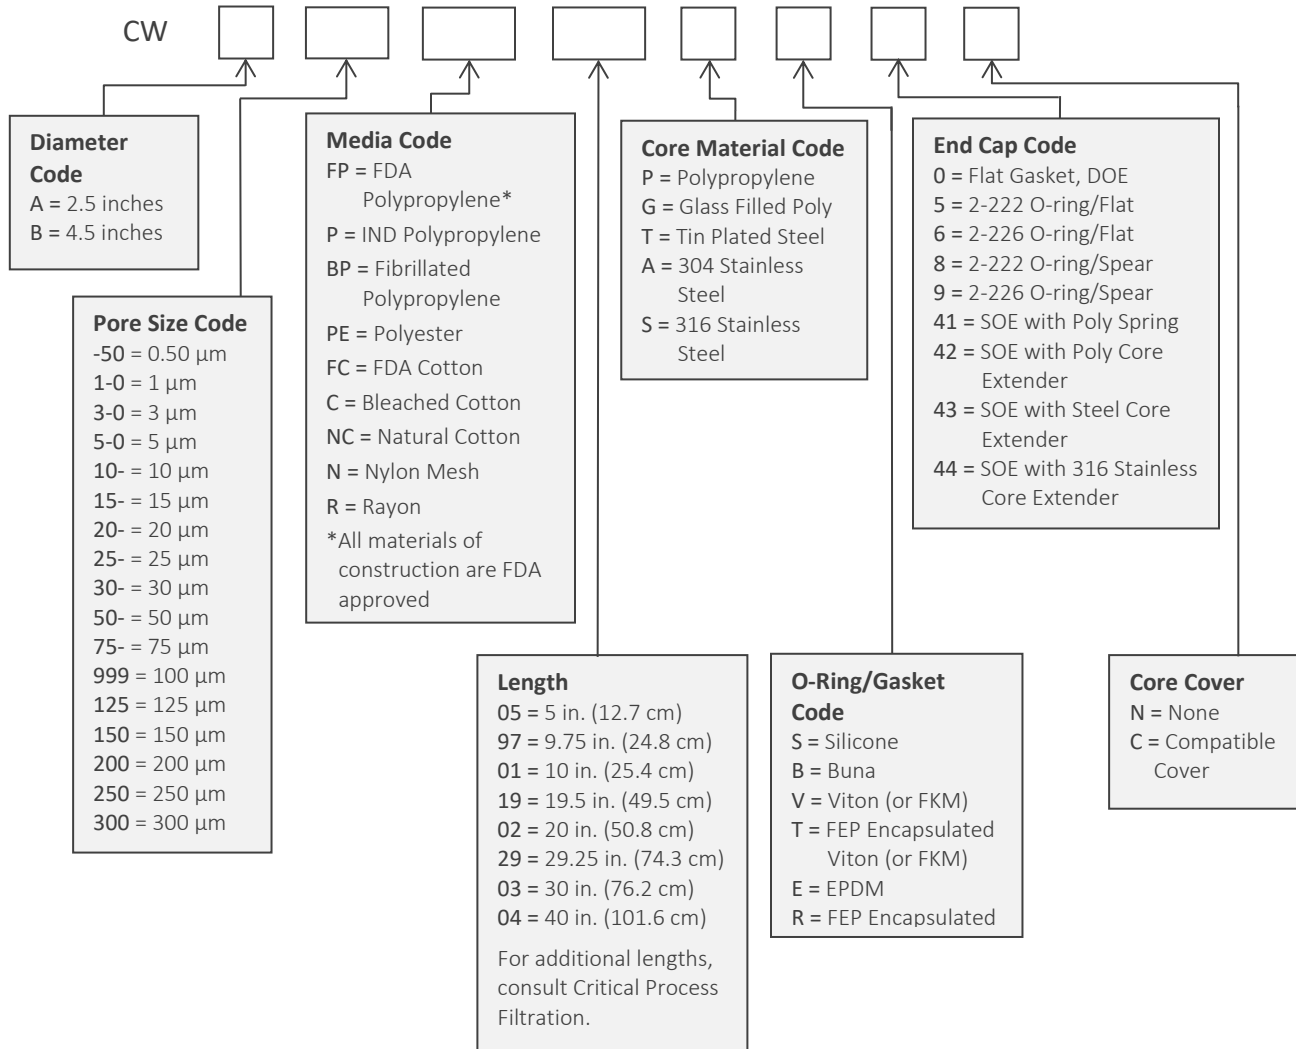 CW
Diameter
Code
A = 2.5 inches
B = 4.5 inches
Pore Size Code
-50 = 0.50 µm
1-0 = 1 µm
3-0 = 3 µm
5-0 = 5 µm
10- = 10 µm
15- = 15 µm
20- = 20 µm
25- = 25 µm
30- = 30 µm
50- = 50 µm
75- = 75 µm
999 = 100 µm
125 = 125 µm
150 = 150 µm
200 = 200 µm
250 = 250 µm
300 = 300 µm
Media Code
FP = FDA
Polypropylene*
P = IND Polypropylene
BP = Fibrillated
Polypropylene
PE = Polyester
FC = FDA Cotton
C = Bleached Cotton
NC = Natural Cotton
N = Nylon Mesh
R = Rayon
*All materials of
construction are FDA
approved
Length
05 = 5 in. (12.7 cm)
97 = 9.75 in. (24.8 cm)
01 = 10 in. (25.4 cm)
19 = 19.5 in. (49.5 cm)
02 = 20 in. (50.8 cm)
29 = 29.25 in. (74.3 cm)
03 = 30 in. (76.2 cm)
04 = 40 in. (101.6 cm)
For additional lengths,
consult Critical Process
Filtration.
Core Material Code
P = Polypropylene
G = Glass Filled Poly
T = Tin Plated Steel
A = 304 Stainless
Steel
S = 316 Stainless
Steel
O-Ring/Gasket
Code
S = Silicone
B = Buna
V = Viton (or FKM)
T = FEP Encapsulated
Viton (or FKM)
E = EPDM
R = FEP Encapsulated
End Cap Code
0 = Flat Gasket, DOE
5 = 2-222 O-ring/Flat
6 = 2-226 O-ring/Flat
8 = 2-222 O-ring/Spear
9 = 2-226 O-ring/Spear
41 = SOE with Poly Spring
42 = SOE with Poly Core
Extender
43 = SOE with Steel Core
Extender
44 = SOE with 316 Stainless
Core Extender
Core Cover
N = None
C = Compatible
Cover